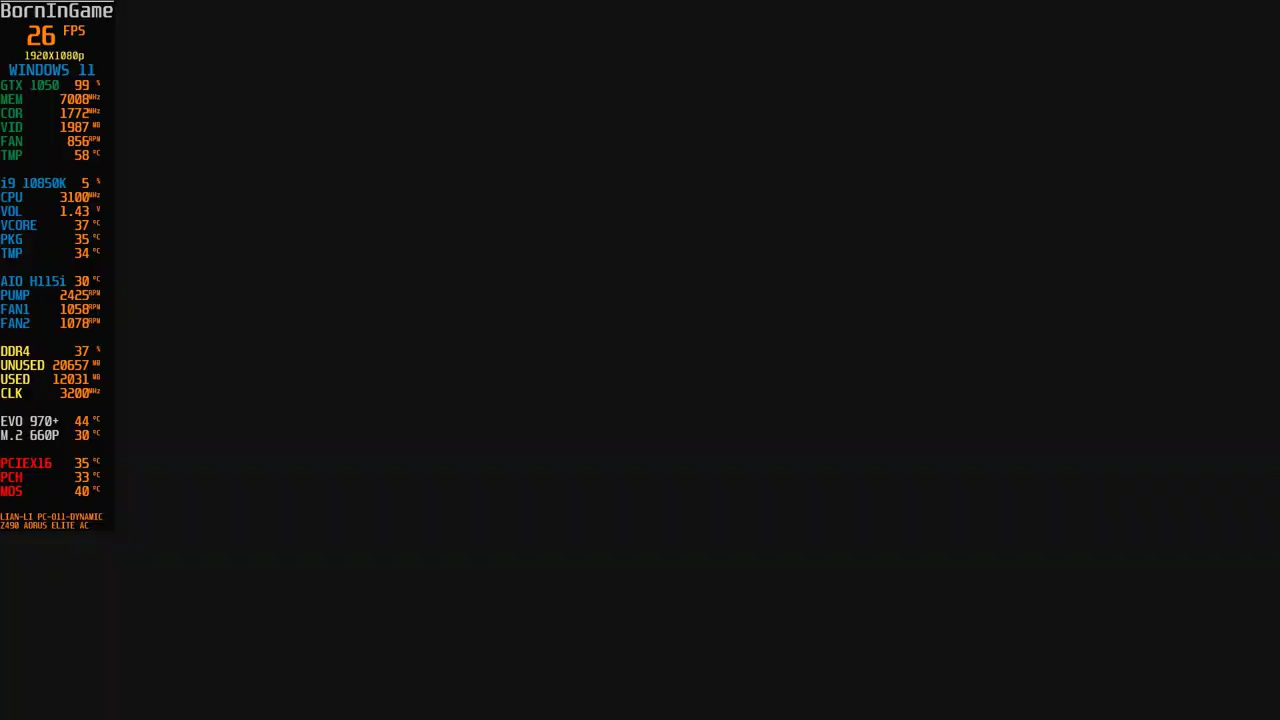 BornInGame
26 FPS
1920X1080p
WINDOWS 11
GTX 1050 99 %
MEM 7008 MHz
COR 1772 MHz
VID 1987 MB
FAN 856 RPM
TMP 58 °C
i9 10850K 5 %
CPU 3100 MHz
VOL 1.43 V
VCORE 37 °C
PKG 35 °C
TMP 34 °C
AIO H115i 30 °C
PUMP 2425 RPM
FAN1 1058 RPM
FAN2 1078 RPM
DDR4 37 %
UNUSED 20657 MB
USED 12031 MB
CLK 3200 MHz
EVO 970+ 44 °C
M.2 660P 30 °C
PCIEX16 35 °C
PCH 33 °C
MOS 40 °C
LIAN-LI PC-O11-DYNAMIC
Z490 AORUS ELITE AC